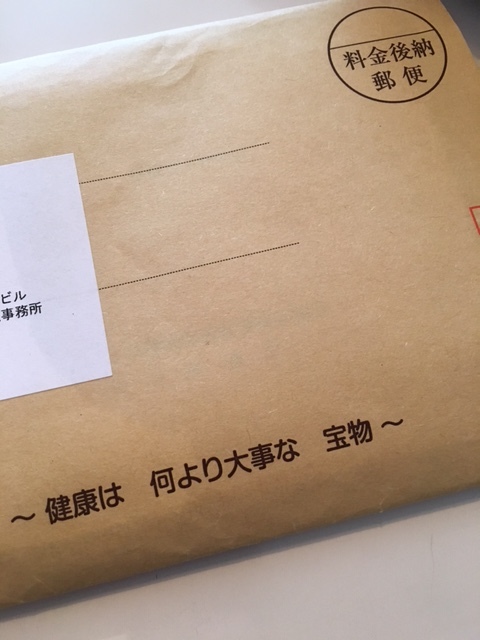 料金後納
郵便
ビル
事務所
～ 健康は 何より大事な 宝物 ～